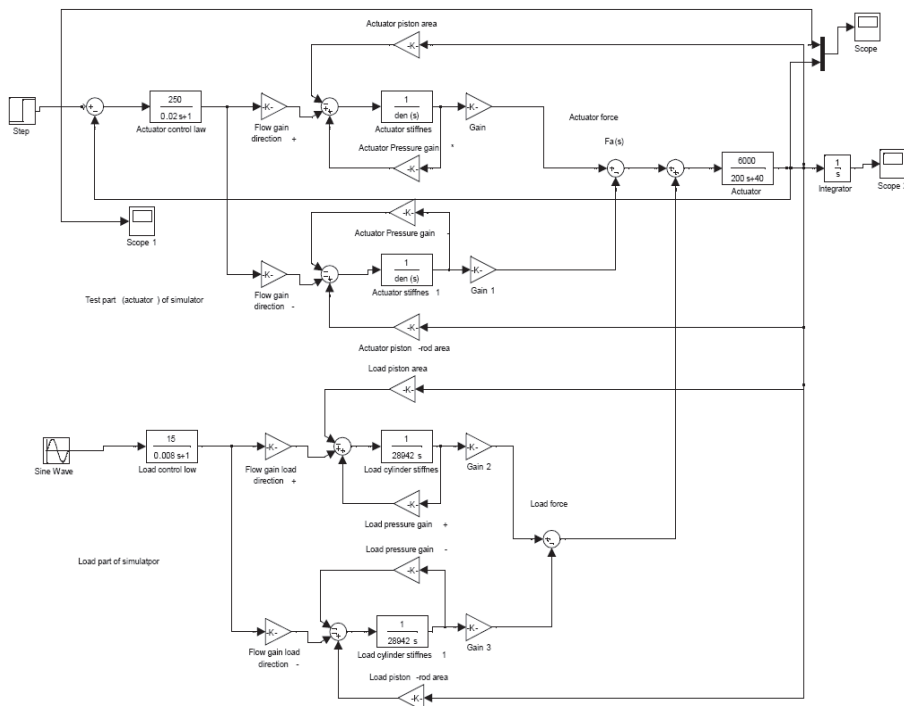 Actuator piston area
-K-
Scope
Step
250
0.02 s+1
Actuator control law
-K-
Flow gain
direction +
1
den (s)
Actuator stiffnes
-K-
Gain
Actuator Pressure gain *
-K-
Actuator force
Fa (s)
6000
200 s+40
Actuator
1
s
Integrator
Scope 2
Scope 1
-K-
Actuator Pressure gain -
-K-
Flow gain
direction -
1
den (s)
Actuator stiffnes 1
-K-
Gain 1
Test part (actuator ) of simulator
-K-
Actuator piston -rod area
Load piston area
-K-
Sine Wave
15
0.008 s+1
Load control low
-K-
Flow gain load
direction +
1
28942 s
Load cylinder stiffnes
-K-
Gain 2
-K-
Load pressure gain +
Load force
Load part of simulatpor
Load pressure gain -
-K-
-K-
Flow gain load
direction -
1
28942 s
Load cylinder stiffnes 1
-K-
Gain 3
Load piston -rod area
-K-